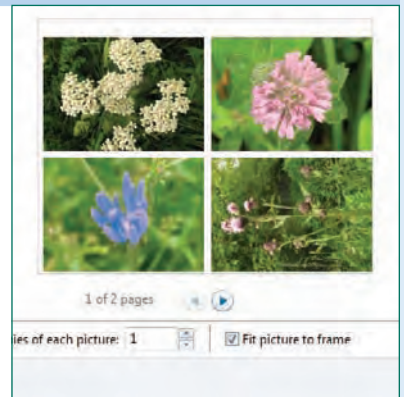 1 of 2 pages
ies of each picture: 1
Fit picture to frame